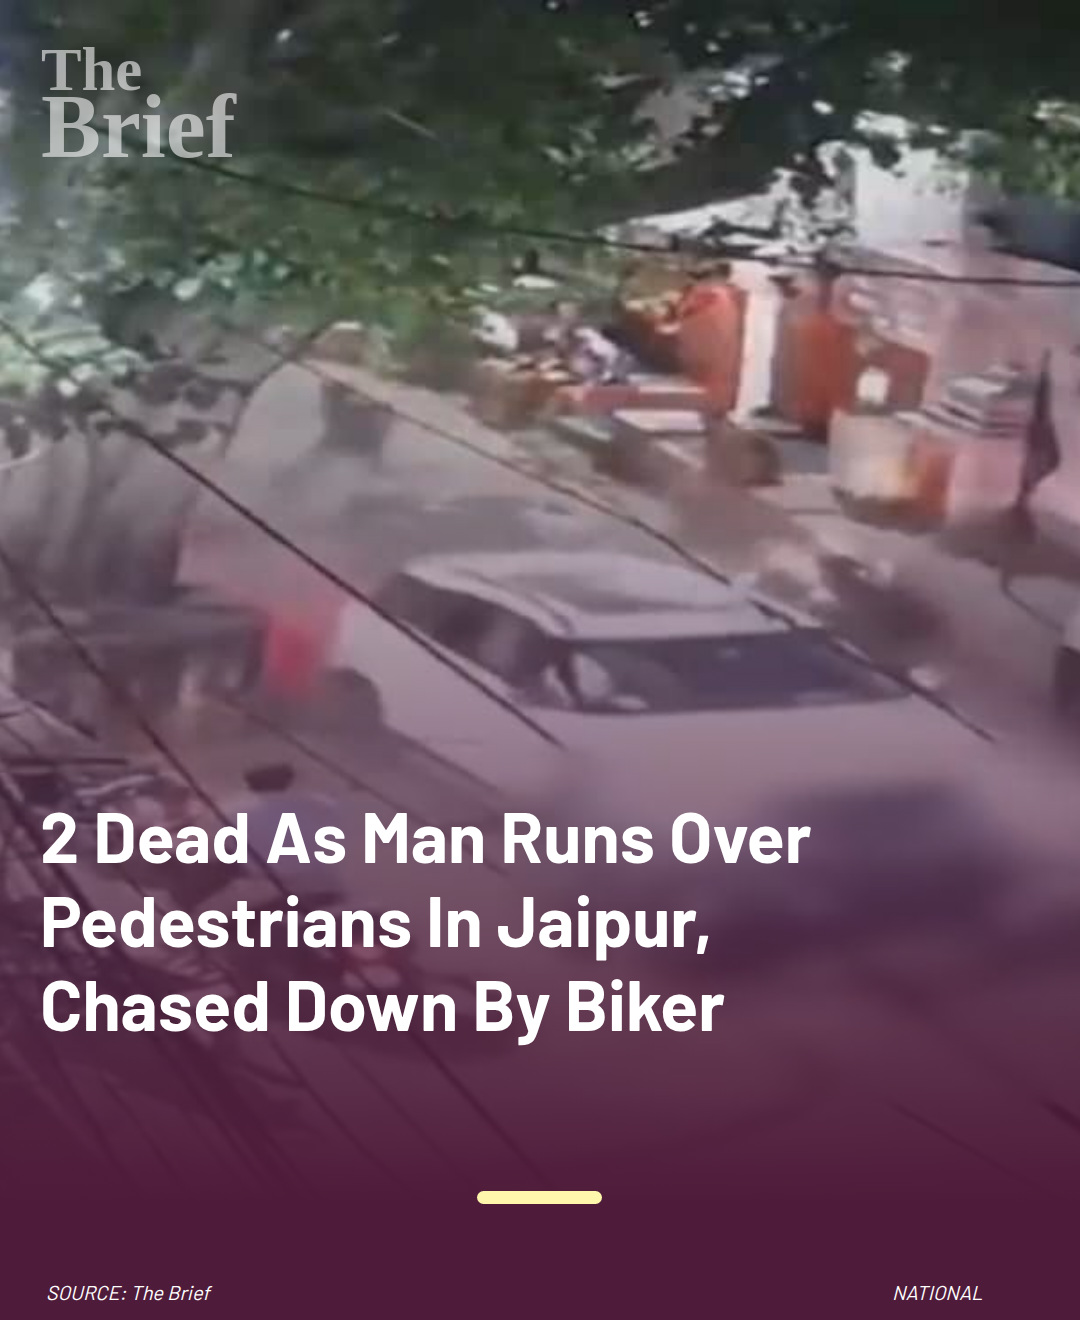 The
Brief
2 Dead As Man Runs Over
Pedestrians In Jaipur,
Chased Down By Biker
SOURCE: The Brief
NATIONAL